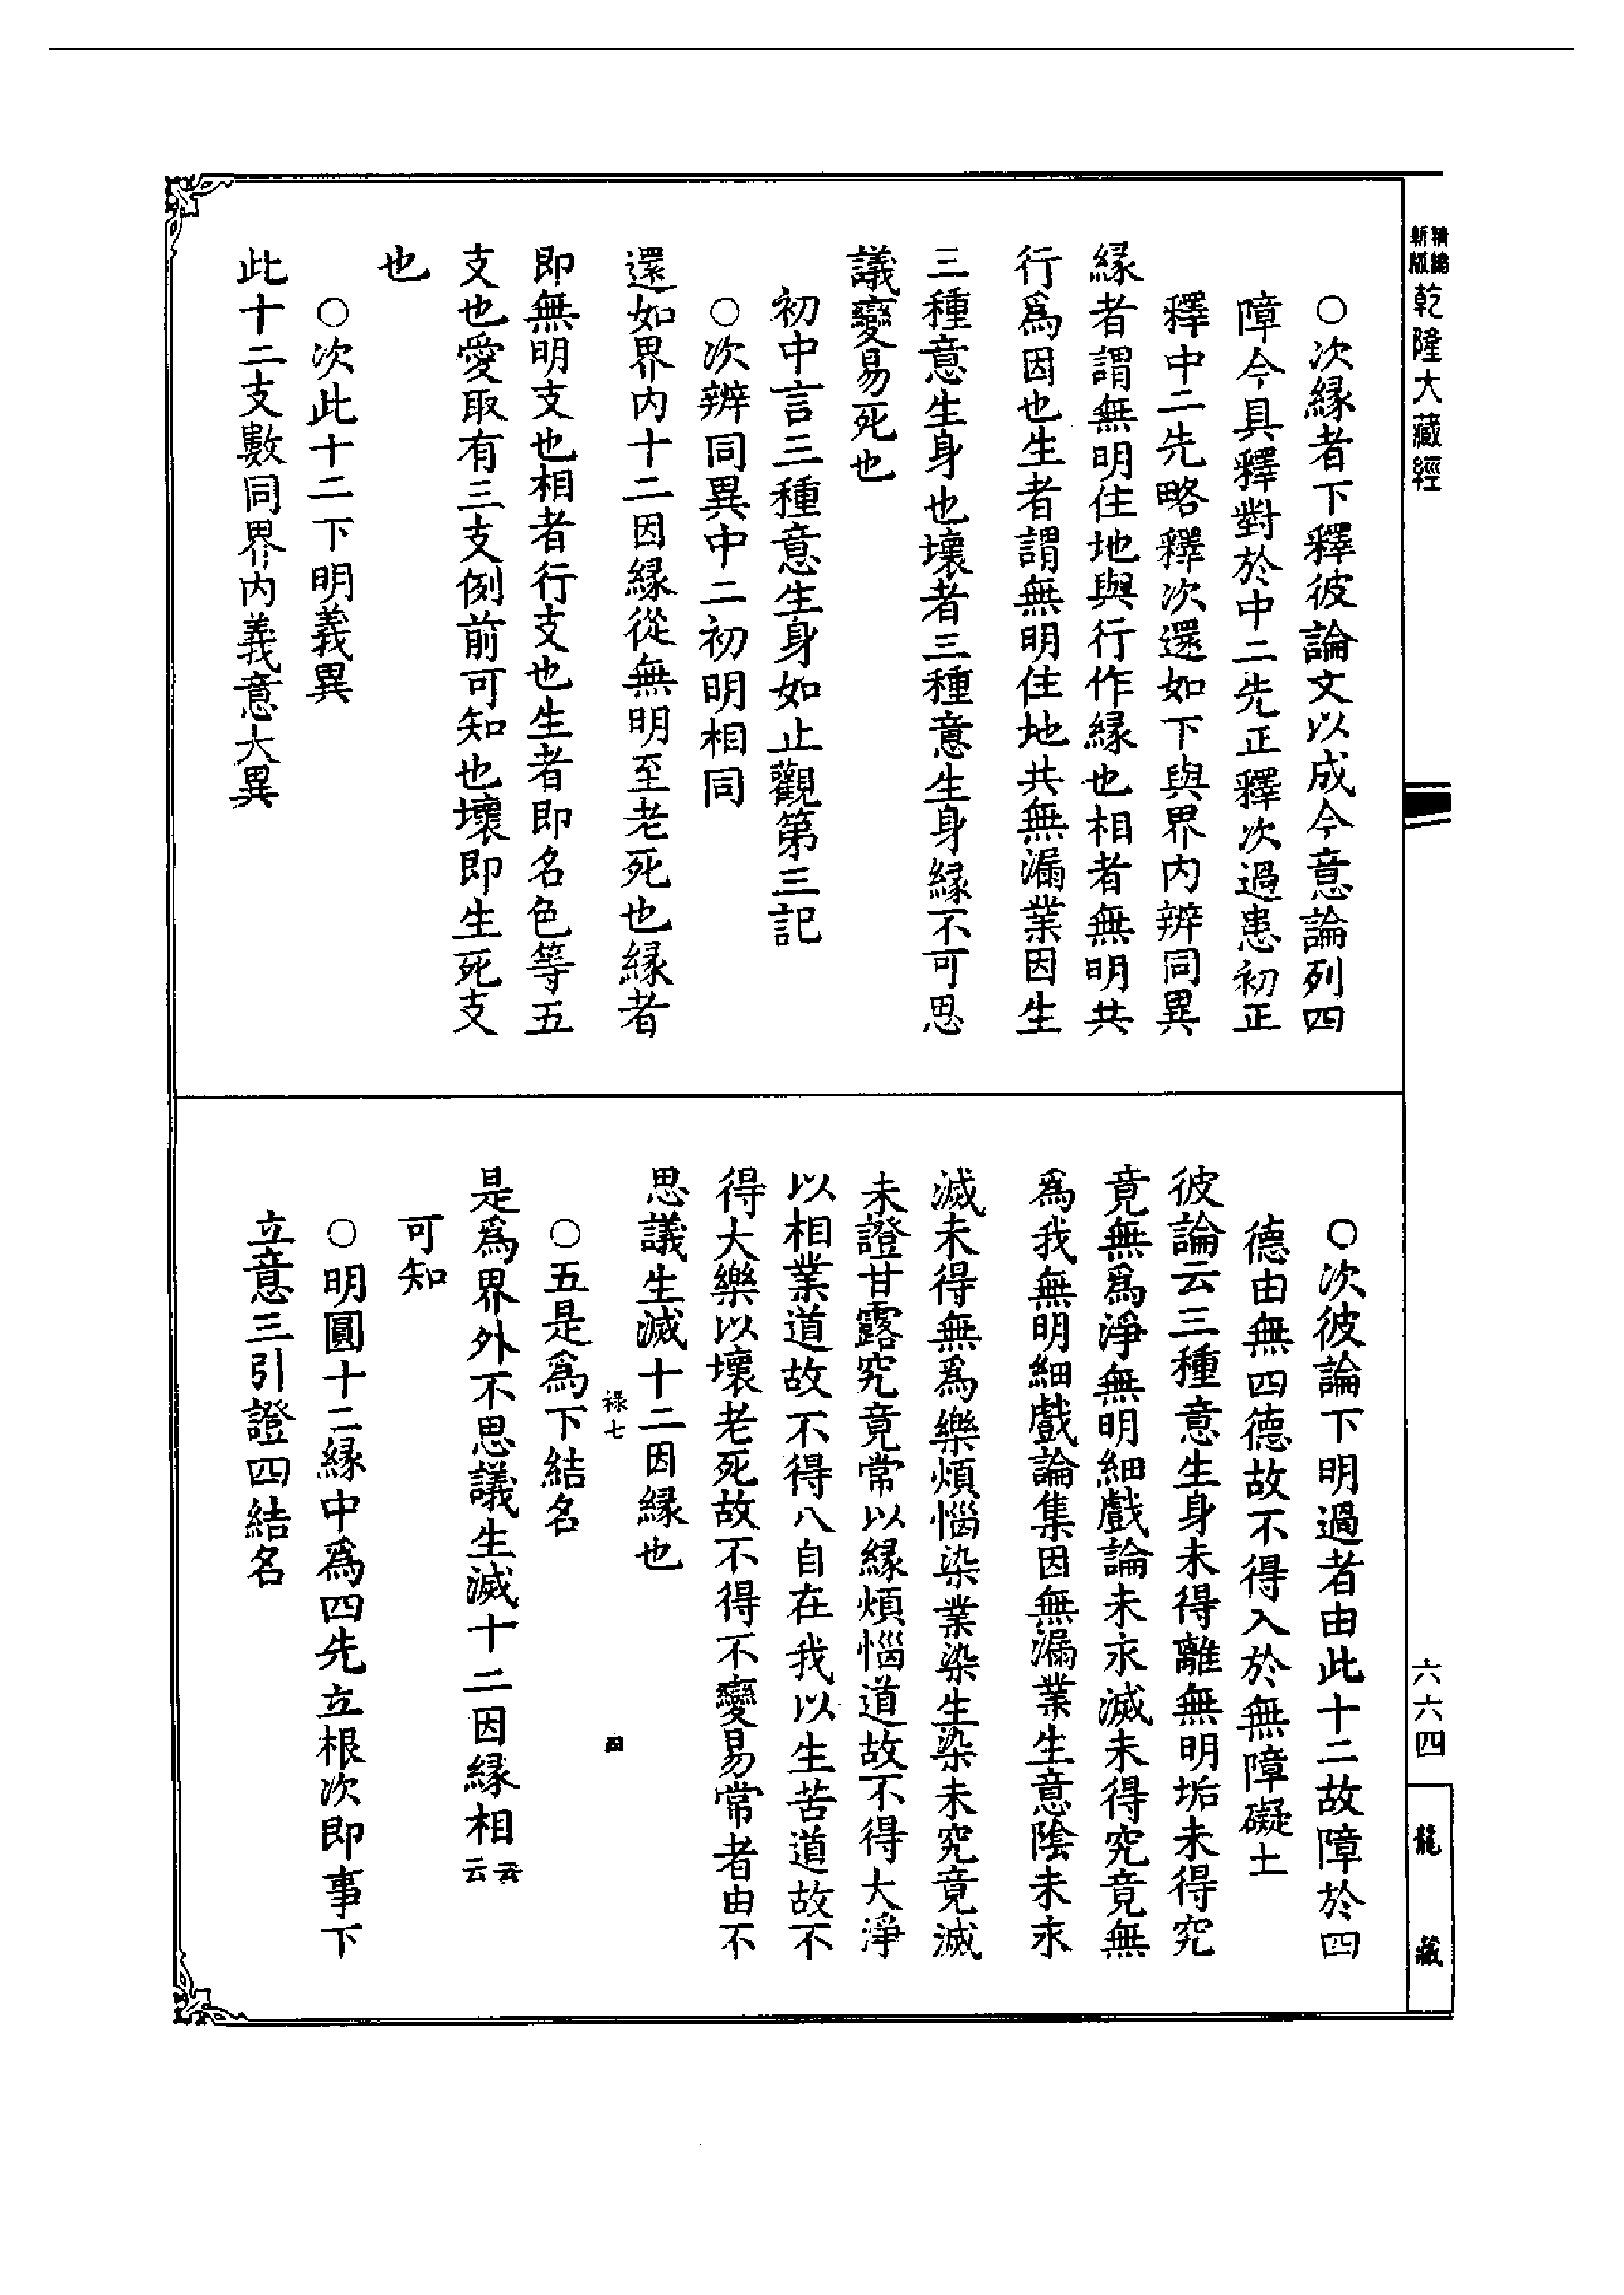 精縮新版乾隆大藏經
○次緣者下釋彼論文以成今意論列四
障今具釋對於中二先正釋次過患初正
釋中二先略釋次還如下與界內辨同異
緣者謂無明住地與行作緣也相者無明共
行爲因也生者謂無明住地共無漏業因生
三種意生身也壞者三種意生身緣不可思
議變易死也
初中言三種意生身如止觀第三記
○次辨同異中二初明相同
還如界內十二因緣從無明至老死也緣者
即無明支也相者行支也生者即名色等五
支也愛取有三支例前可知也壞即生死支
也
○次此十二下明義異
此十二支數同界內義意大異
○次彼論下明過者由此十二故障於四
德由無四德故不得入於無障礙土
彼論云三種意生身未得離無明垢未得究
竟無爲淨無明細戲論未永滅未得究竟無
爲我無明細戲論集因無漏業生意陰未永
滅未得無爲樂煩惱染業染生染未究竟滅
未證甘露究竟常以緣煩惱道故不得大淨
以相業道故不得八自在我以生苦道故不
得大樂以壞老死故不得不變易常者由不
思議生滅十二因緣也
祿七
○五是爲下結名
是爲界外不思議生滅十二因緣相云云
可知
○明圓十二緣中爲四先立根次即事下
立意三引證四結名
六六四
龍藏